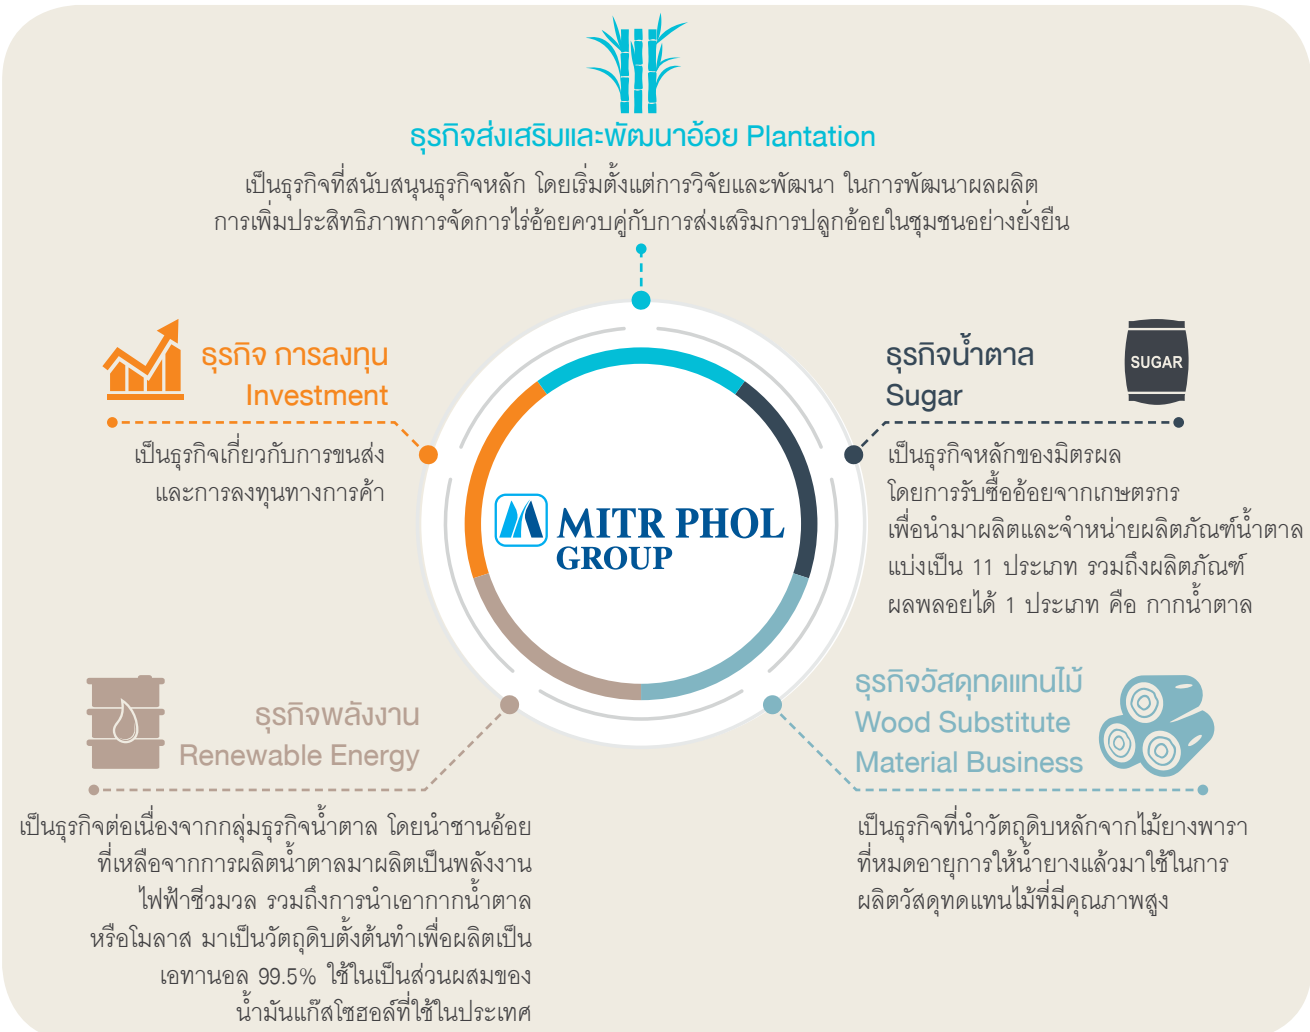 ธุรกิจส่งเสริมและพัฒนาอ้อย Plantation
เป็นธุรกิจที่สนับสนุนธุรกิจหลัก โดยเริ่มตั้งแต่การวิจัยและพัฒนา ในการพัฒนาผลผลิต
การเพิ่มประสิทธิภาพการจัดการไร่อ้อยควบคู่กับการส่งเสริมการปลูกอ้อยในชุมชนอย่างยั่งยืน
ธุรกิจ การลงทุน
Investment
เป็นธุรกิจเกี่ยวกับการขนส่ง
และการลงทุนทางการค้า
ธุรกิจน้ำตาล
Sugar
SUGAR
เป็นธุรกิจหลักของมิตรผล
โดยการรับซื้ออ้อยจากเกษตรกร
เพื่อนำมาผลิตและจำหน่ายผลิตภัณฑ์น้ำตาล
แบ่งเป็น 11 ประเภท รวมถึงผลิตภัณฑ์
ผลพลอยได้ 1 ประเภท คือ กากน้ำตาล
MITR PHOL
GROUP
ธุรกิจพลังงาน
Renewable Energy
เป็นธุรกิจต่อเนื่องจากกลุ่มธุรกิจน้ำตาล โดยนำชานอ้อย
ที่เหลือจากการผลิตน้ำตาลมาผลิตเป็นพลังงาน
ไฟฟ้าชีวมวล รวมถึงการนำเอากากน้ำตาล
หรือโมลาส มาเป็นวัตถุดิบตั้งต้นทำเพื่อผลิตเป็น
เอทานอล 99.5% ใช้ในเป็นส่วนผสมของ
น้ำมันแก๊สโซฮอล์ที่ใช้ในประเทศ
ธุรกิจวัสดุทดแทนไม้
Wood Substitute
Material Business
เป็นธุรกิจที่นำวัตถุดิบหลักจากไม้ยางพารา
ที่หมดอายุการให้น้ำยางแล้วมาใช้ในการ
ผลิตวัสดุทดแทนไม้ที่มีคุณภาพสูง